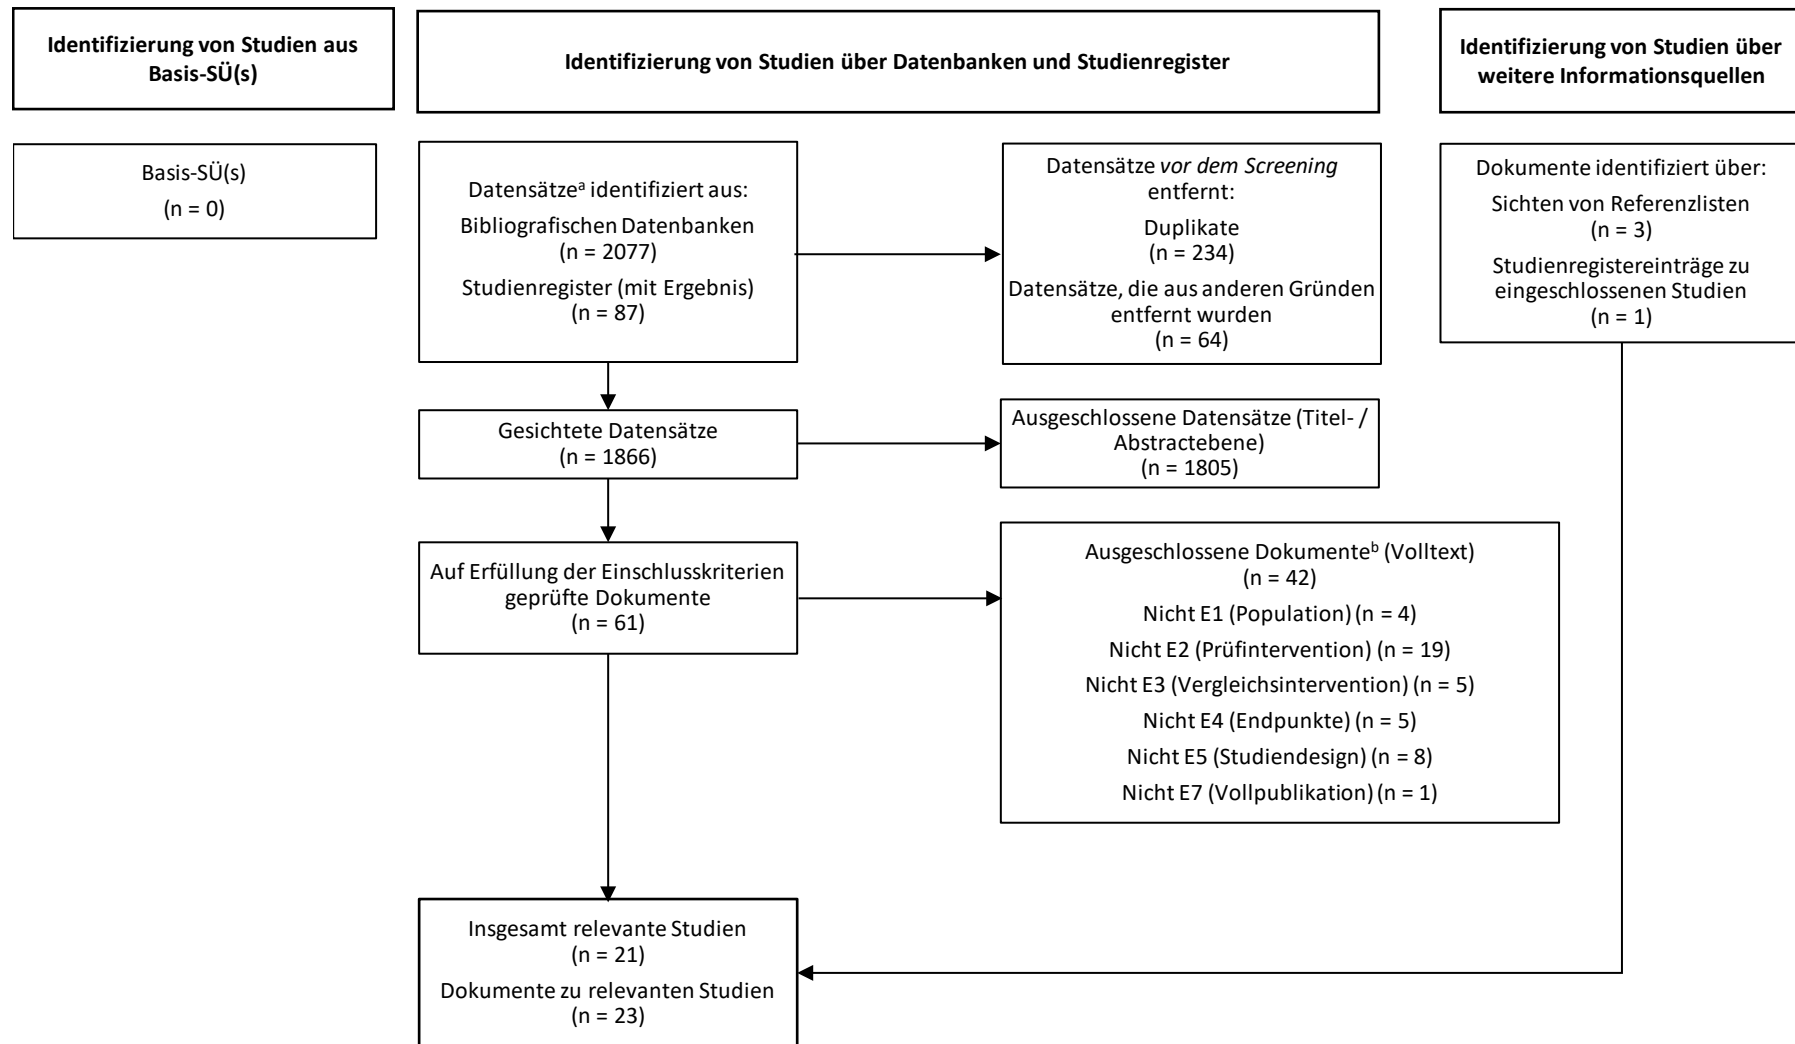 Identifizierung von Studien aus
Basis-SÜ(s)
Identifizierung von Studien über Datenbanken und Studienregister
Identifizierung von Studien über
weitere Informationsquellen
Basis-SÜ(s)
(n = 0)
Datensätzeᵃ identifiziert aus:
Bibliografischen Datenbanken
(n = 2077)
Studienregister (mit Ergebnis)
(n = 87)
Datensätze vor dem Screening
entfernt:
Duplikate
(n = 234)
Datensätze, die aus anderen Gründen
entfernt wurden
(n = 64)
Dokumente identifiziert über:
Sichten von Referenzlisten
(n = 3)
Studienregistereinträge zu
eingeschlossenen Studien
(n = 1)
Gesichtete Datensätze
(n = 1866)
Ausgeschlossene Datensätze (Titel- /
Abstractebene)
(n = 1805)
Auf Erfüllung der Einschlusskriterien
geprüfte Dokumente
(n = 61)
Ausgeschlossene Dokumenteᵇ (Volltext)
(n = 42)
Nicht E1 (Population) (n = 4)
Nicht E2 (Prüfintervention) (n = 19)
Nicht E3 (Vergleichsintervention) (n = 5)
Nicht E4 (Endpunkte) (n = 5)
Nicht E5 (Studiendesign) (n = 8)
Nicht E7 (Vollpublikation) (n = 1)
Insgesamt relevante Studien
(n = 21)
Dokumente zu relevanten Studien
(n = 23)